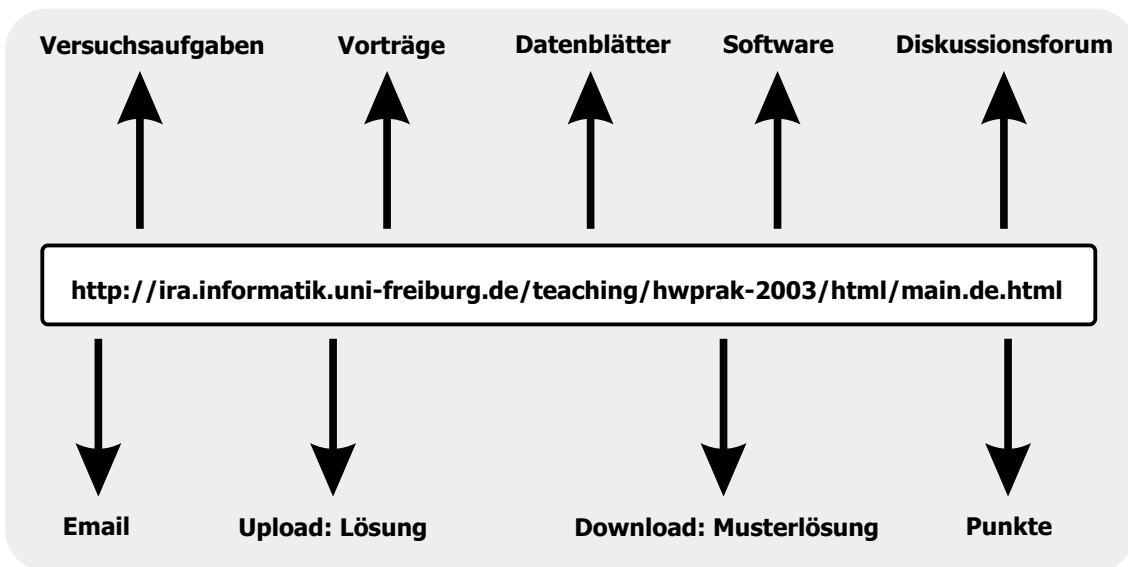 Versuchsaufgaben Vorträge Datenblätter Software Diskussionsforum
http://ira.informatik.uni-freiburg.de/teaching/hwprak-2003/html/main.de.html
Email Upload: Lösung Download: Musterlösung Punkte